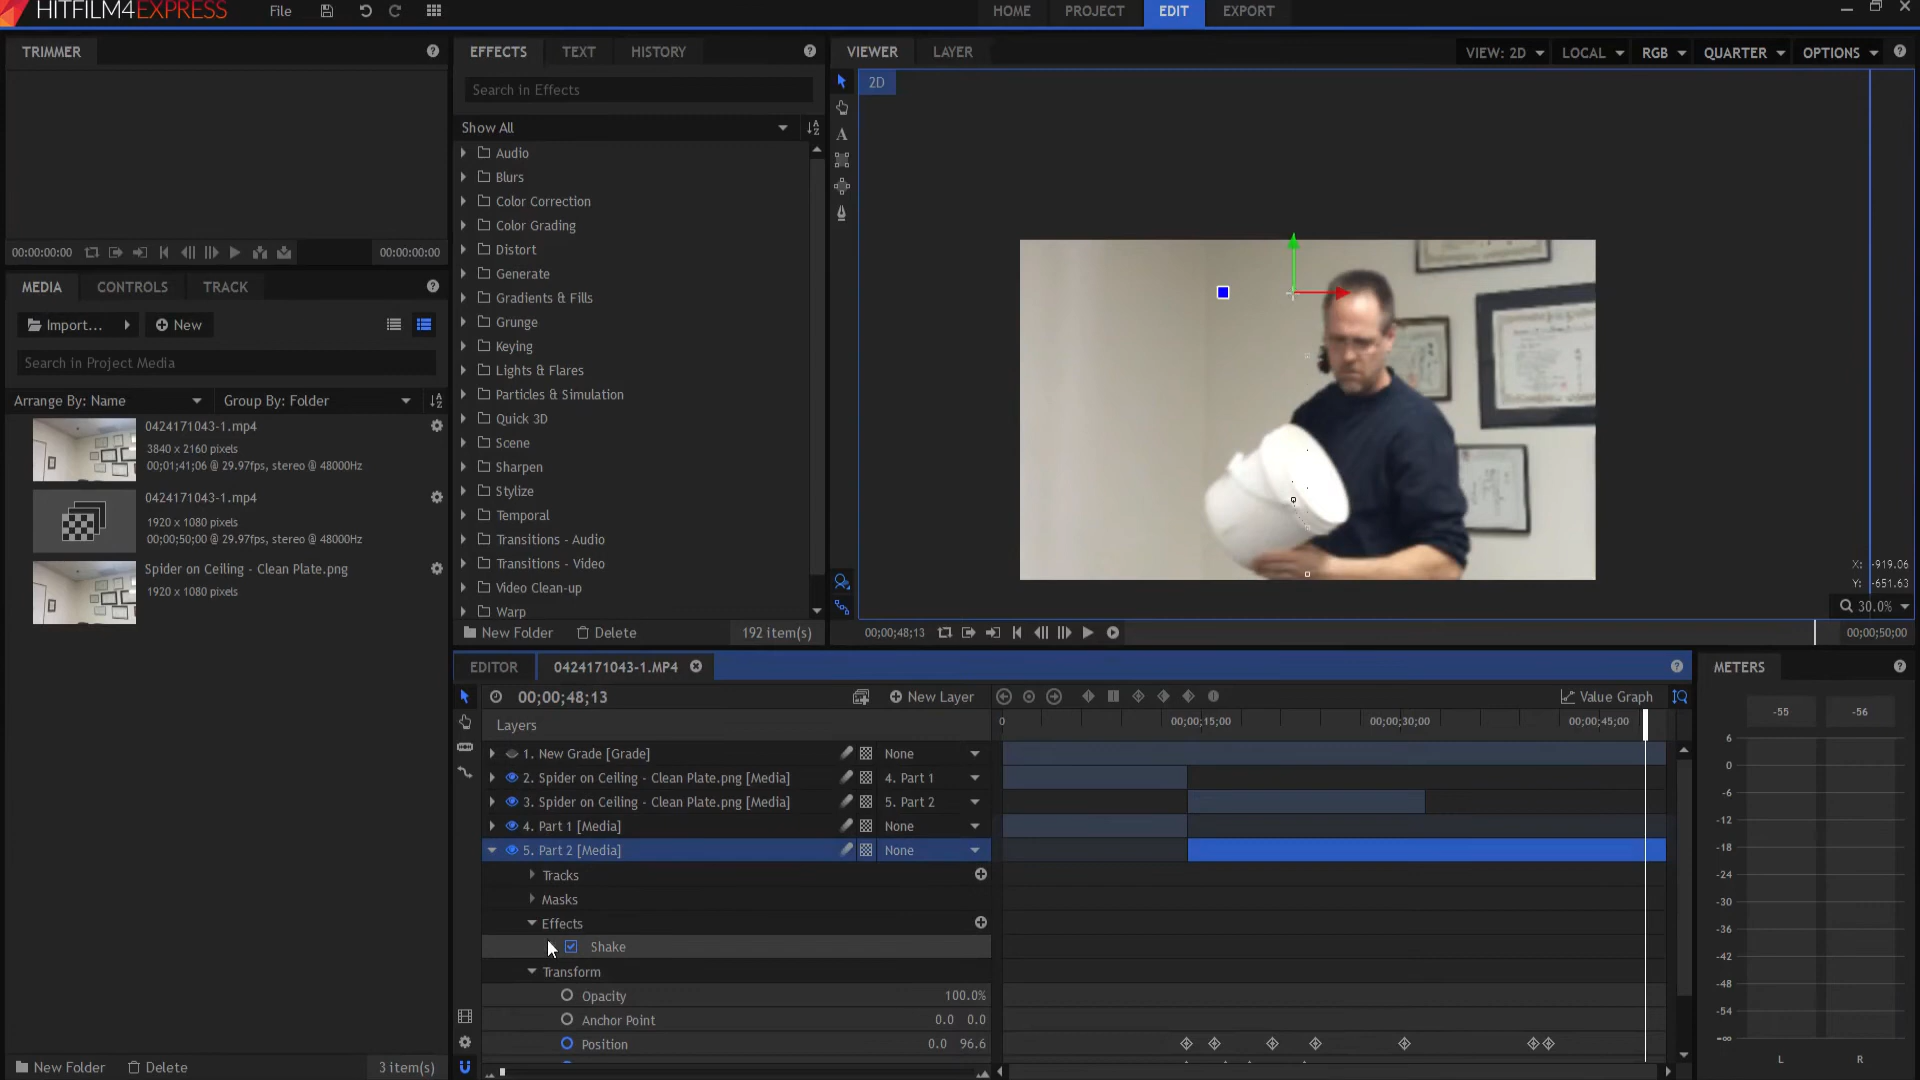 HITFILM4EXPRESS
File
HOME PROJECT EDIT EXPORT
TRIMMER
00:00:00:00 00:00:00:00
MEDIA CONTROLS TRACK
Import... New
Search in Project Media
Arrange By: Name Group By: Folder
0424171043-1.mp4
3840 x 2160 pixels
00;01;41;06 @ 29.97fps, stereo @ 48000Hz
0424171043-1.mp4
1920 x 1080 pixels
00;00;50;00 @ 29.97fps, stereo @ 48000Hz
Spider on Ceiling - Clean Plate.png
1920 x 1080 pixels
New Folder Delete 3 item(s)
EFFECTS TEXT HISTORY
Search in Effects
Show All
Audio
Blurs
Color Correction
Color Grading
Distort
Generate
Gradients & Fills
Grunge
Keying
Lights & Flares
Particles & Simulation
Quick 3D
Scene
Sharpen
Stylize
Temporal
Transitions - Audio
Transitions - Video
Video Clean-up
Warp
New Folder Delete 192 item(s)
VIEWER LAYER VIEW: 2D LOCAL RGB QUARTER OPTIONS
2D
X: -919.06
Y: -651.63
30.0%
00;00;48;13 00;00;50;00
EDITOR 0424171043-1.MP4
00;00;48;13 New Layer Value Graph
Layers
0 00;00;15;00 00;00;30;00 00;00;45;00
1. New Grade [Grade] None
2. Spider on Ceiling - Clean Plate.png [Media] 4. Part 1
3. Spider on Ceiling - Clean Plate.png [Media] 5. Part 2
4. Part 1 [Media] None
5. Part 2 [Media] None
Tracks
Masks
Effects
Shake
Transform
Opacity 100.0%
Anchor Point 0.0 0.0
Position 0.0 96.6
METERS
-55 -56
6
0
-6
-12
-18
-24
-30
-36
-42
-48
-54
-∞
L R